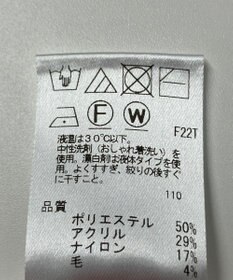 F W
F22T
液温は30℃以下。
中性洗剤(おしゃれ着洗い)を
使用。漂白剤は液体タイプを使
用。よくすすぎ、絞りの後すぐ
に干すこと。
110
品質
ポリエステル 50%
アクリル 29%
ナイロン 17%
毛 4%